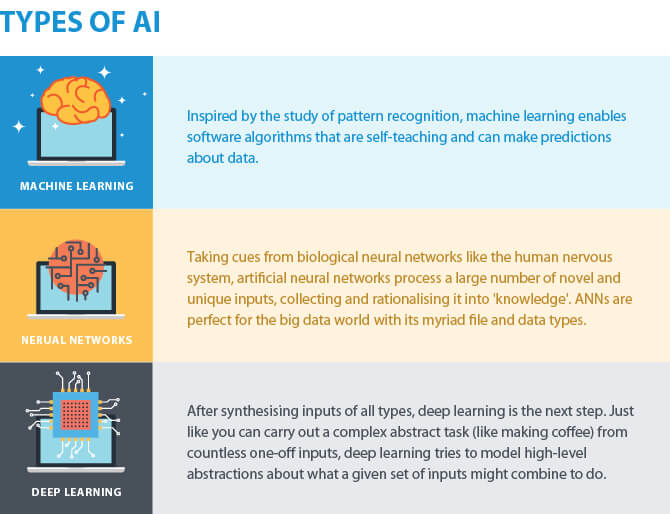 TYPES OF AI
MACHINE LEARNING
Inspired by the study of pattern recognition, machine learning enables
software algorithms that are self-teaching and can make predictions
about data.
NERUAL NETWORKS
Taking cues from biological neural networks like the human nervous
system, artificial neural networks process a large number of novel and
unique inputs, collecting and rationalising it into 'knowledge'. ANNs are
perfect for the big data world with its myriad file and data types.
DEEP LEARNING
After synthesising inputs of all types, deep learning is the next step. Just
like you can carry out a complex abstract task (like making coffee) from
countless one-off inputs, deep learning tries to model high-level
abstractions about what a given set of inputs might combine to do.